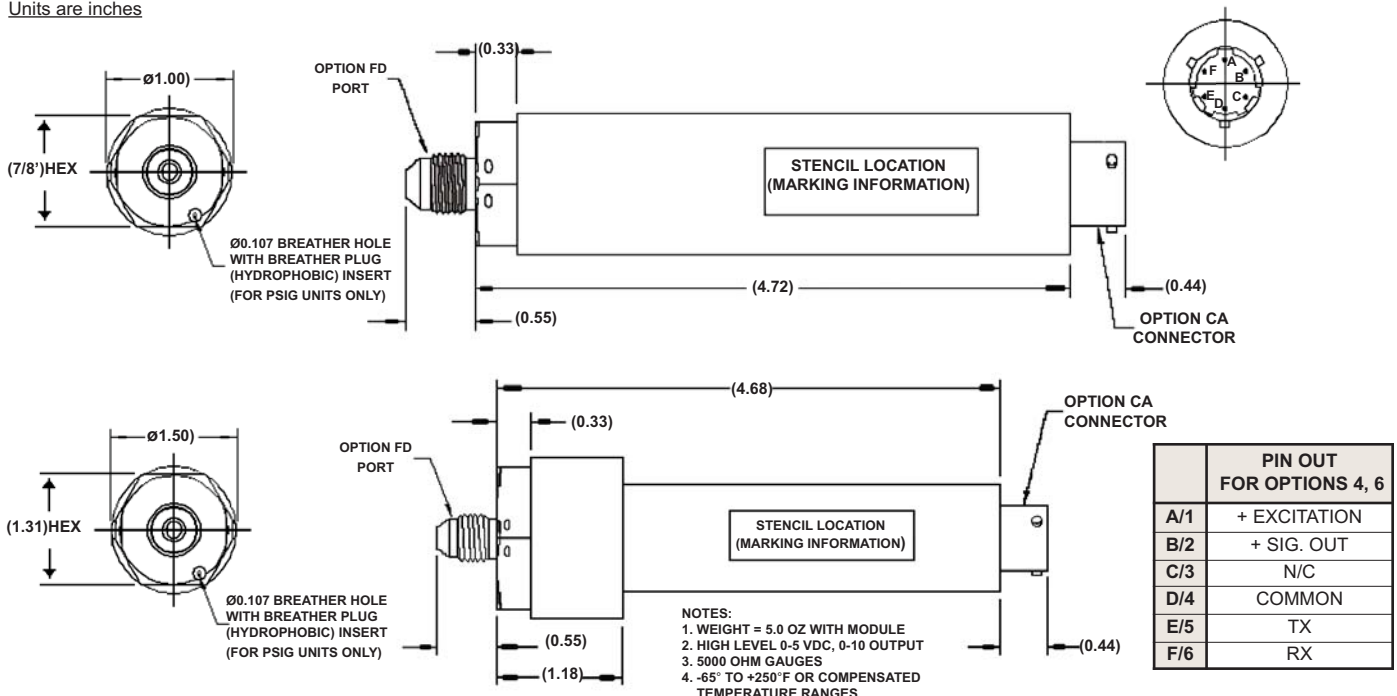 Units are inches
(0.33)
OPTION FD
PORT
Ø1.00)
(7/8')HEX
STENCIL LOCATION
(MARKING INFORMATION)
A
B
C
D
E
F
Ø0.107 BREATHER HOLE
WITH BREATHER PLUG
(HYDROPHOBIC) INSERT
(FOR PSIG UNITS ONLY)
(4.72)
(0.44)
(0.55)
OPTION CA
CONNECTOR
(4.68)
(0.33)
OPTION CA
CONNECTOR
Ø1.50)
OPTION FD
PORT
(1.31)HEX
STENCIL LOCATION
(MARKING INFORMATION)
Ø0.107 BREATHER HOLE
WITH BREATHER PLUG
(HYDROPHOBIC) INSERT
(FOR PSIG UNITS ONLY)
(0.55)
(1.18)
(0.44)
NOTES:
1. WEIGHT = 5.0 OZ WITH MODULE
2. HIGH LEVEL 0-5 VDC, 0-10 OUTPUT
3. 5000 OHM GAUGES
4. -65° TO +250°F OR COMPENSATED
TEMPERATURE RANGES
PIN OUT
FOR OPTIONS 4, 6
A/1 + EXCITATION
B/2 + SIG. OUT
C/3 N/C
D/4 COMMON
E/5 TX
F/6 RX